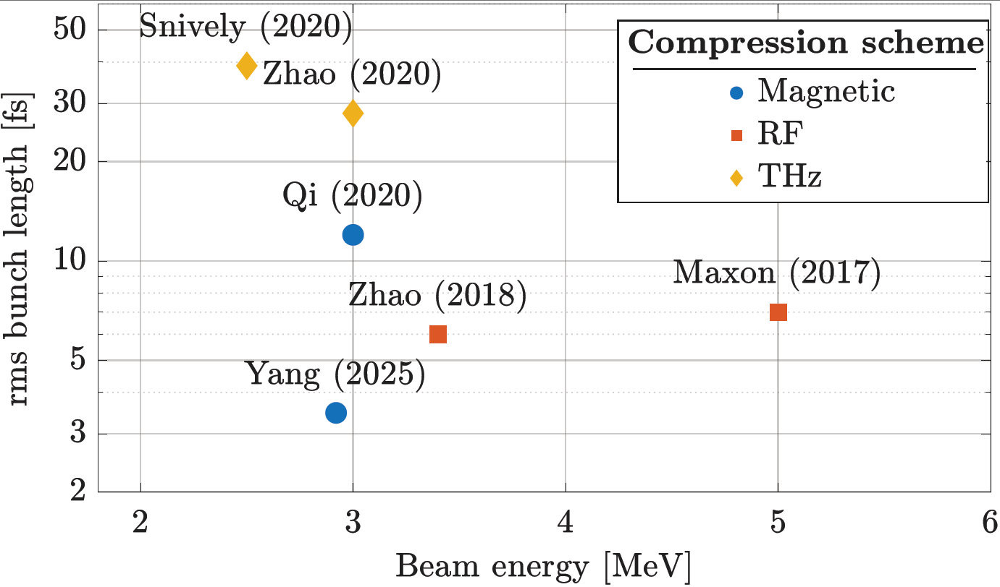 Snively (2020)
Zhao (2020)
Qi (2020)
Zhao (2018)
Maxon (2017)
Yang (2025)
Compression scheme
Magnetic
RF
THz
rms bunch length [fs]
50
30
20
10
5
3
2
2 3 4 5 6
Beam energy [MeV]